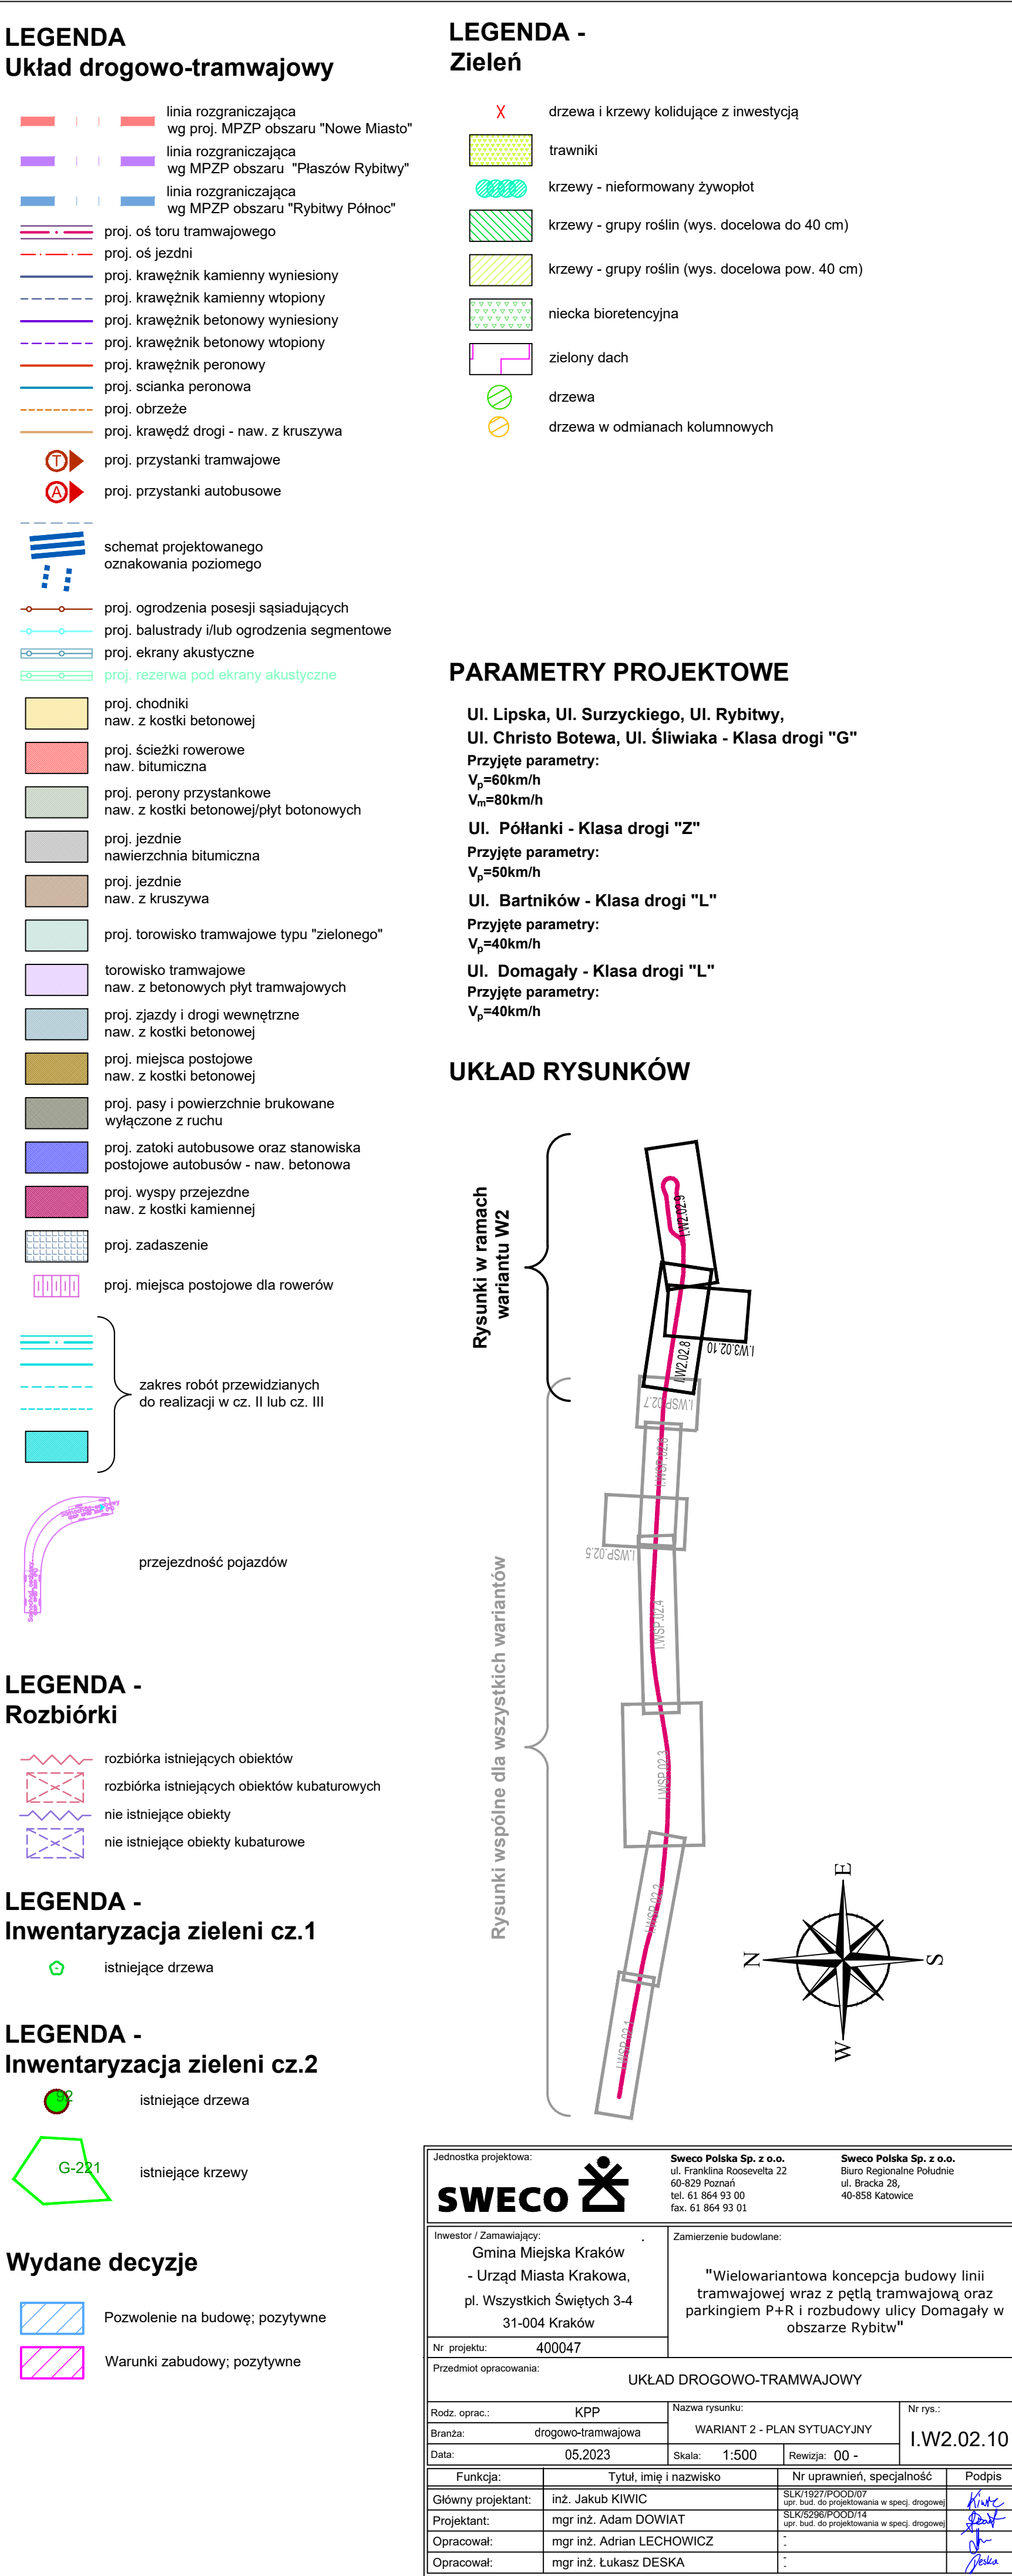 LEGENDA
Układ drogowo-tramwajowy
linia rozgraniczająca
wg proj. MPZP obszaru "Nowe Miasto"
linia rozgraniczająca
wg MPZP obszaru  "Płaszów Rybitwy"
linia rozgraniczająca
wg MPZP obszaru "Rybitwy Północ"
proj. oś toru tramwajowego
proj. oś jezdni
proj. krawężnik kamienny wyniesiony
proj. krawężnik kamienny wtopiony
proj. krawężnik betonowy wyniesiony
proj. krawężnik betonowy wtopiony
proj. krawężnik peronowy
proj. scianka peronowa
proj. obrzeże
proj. krawędź drogi - naw. z kruszywa
T
proj. przystanki tramwajowe
A
proj. przystanki autobusowe
schemat projektowanego
oznakowania poziomego
proj. ogrodzenia posesji sąsiadujących
proj. balustrady i/lub ogrodzenia segmentowe
proj. ekrany akustyczne
proj. rezerwa pod ekrany akustyczne
proj. chodniki
naw. z kostki betonowej
proj. ścieżki rowerowe
naw. bitumiczna
proj. perony przystankowe
naw. z kostki betonowej/płyt botonowych
proj. jezdnie
nawierzchnia bitumiczna
proj. jezdnie
naw. z kruszywa
proj. torowisko tramwajowe typu "zielonego"
torowisko tramwajowe
naw. z betonowych płyt tramwajowych
proj. zjazdy i drogi wewnętrzne
naw. z kostki betonowej
proj. miejsca postojowe
naw. z kostki betonowej
proj. pasy i powierzchnie brukowane
wyłączone z ruchu
proj. zatoki autobusowe oraz stanowiska
postojowe autobusów - naw. betonowa
proj. wyspy przejezdne
naw. z kostki kamiennej
proj. zadaszenie
proj. miejsca postojowe dla rowerów
zakres robót przewidzianych
do realizacji w cz. II lub cz. III
przejezdność pojazdów
LEGENDA -
Rozbiórki
rozbiórka istniejących obiektów
rozbiórka istniejących obiektów kubaturowych
nie istniejące obiekty
nie istniejące obiekty kubaturowe
LEGENDA -
Inwentaryzacja zieleni cz.1
istniejące drzewa
LEGENDA -
Inwentaryzacja zieleni cz.2
92
istniejące drzewa
G-221
istniejące krzewy
Wydane decyzje
Pozwolenie na budowę; pozytywne
Warunki zabudowy; pozytywne
LEGENDA -
Zieleń
drzewa i krzewy kolidujące z inwestycją
trawniki
krzewy - nieformowany żywopłot
krzewy - grupy roślin (wys. docelowa do 40 cm)
krzewy - grupy roślin (wys. docelowa pow. 40 cm)
niecka bioretencyjna
zielony dach
drzewa
drzewa w odmianach kolumnowych
PARAMETRY PROJEKTOWE
Ul. Lipska, Ul. Surzyckiego, Ul. Rybitwy,
Ul. Christo Botewa, Ul. Śliwiaka - Klasa drogi "G"
Przyjęte parametry:
Vp=60km/h
Vm=80km/h
Ul.  Półłanki - Klasa drogi "Z"
Przyjęte parametry:
Vp=50km/h
Ul.  Bartników - Klasa drogi "L"
Przyjęte parametry:
Vp=40km/h
Ul.  Domagały - Klasa drogi "L"
Przyjęte parametry:
Vp=40km/h
UKŁAD RYSUNKÓW
Rysunki w ramach
wariantu W2
I.W2.02.9
I.W3.02.10
I.W2.02.8
I.WSP.02.7
I.WSP.02.6
I.WSP.02.5
I.WSP.02.4
I.WSP.02.3
I.WSP.02.2
I.WSP.02.1
Rysunki wspólne dla wszystkich wariantów
E
N
S
W
Jednostka projektowa:
SWECO
Sweco Polska Sp. z o.o.
ul. Franklina Roosevelta 22
60-829 Poznań
tel. 61 864 93 00
fax. 61 864 93 01
Sweco Polska Sp. z o.o.
Biuro Regionalne Południe
ul. Bracka 28,
40-858 Katowice
Inwestor / Zamawiający:
Gmina Miejska Kraków
- Urząd Miasta Krakowa,
pl. Wszystkich Świętych 3-4
31-004 Kraków
Nr  projektu: 400047
Zamierzenie budowlane:
"Wielowariantowa koncepcja budowy linii
tramwajowej wraz z pętlą tramwajową oraz
parkingiem P+R i rozbudowy ulicy Domagały w
obszarze Rybitw"
Przedmiot opracowania:
UKŁAD DROGOWO-TRAMWAJOWY
Rodz. oprac.: KPP
Branża: drogowo-tramwajowa
Data: 05.2023
Nazwa rysunku:
WARIANT 2 - PLAN SYTUACYJNY
Skala: 1:500 Rewizja: 00 -
Nr rys.:
I.W2.02.10
Funkcja: Tytuł, imię i nazwisko Nr uprawnień, specjalność Podpis
Główny projektant: inż. Jakub KIWIC SLK/1927/POOD/07
upr. bud. do projektowania w specj. drogowej
Projektant: mgr inż. Adam DOWIAT SLK/5296/POOD/14
upr. bud. do projektowania w specj. drogowej
Opracował: mgr inż. Adrian LECHOWICZ -
Opracował: mgr inż. Łukasz DESKA -